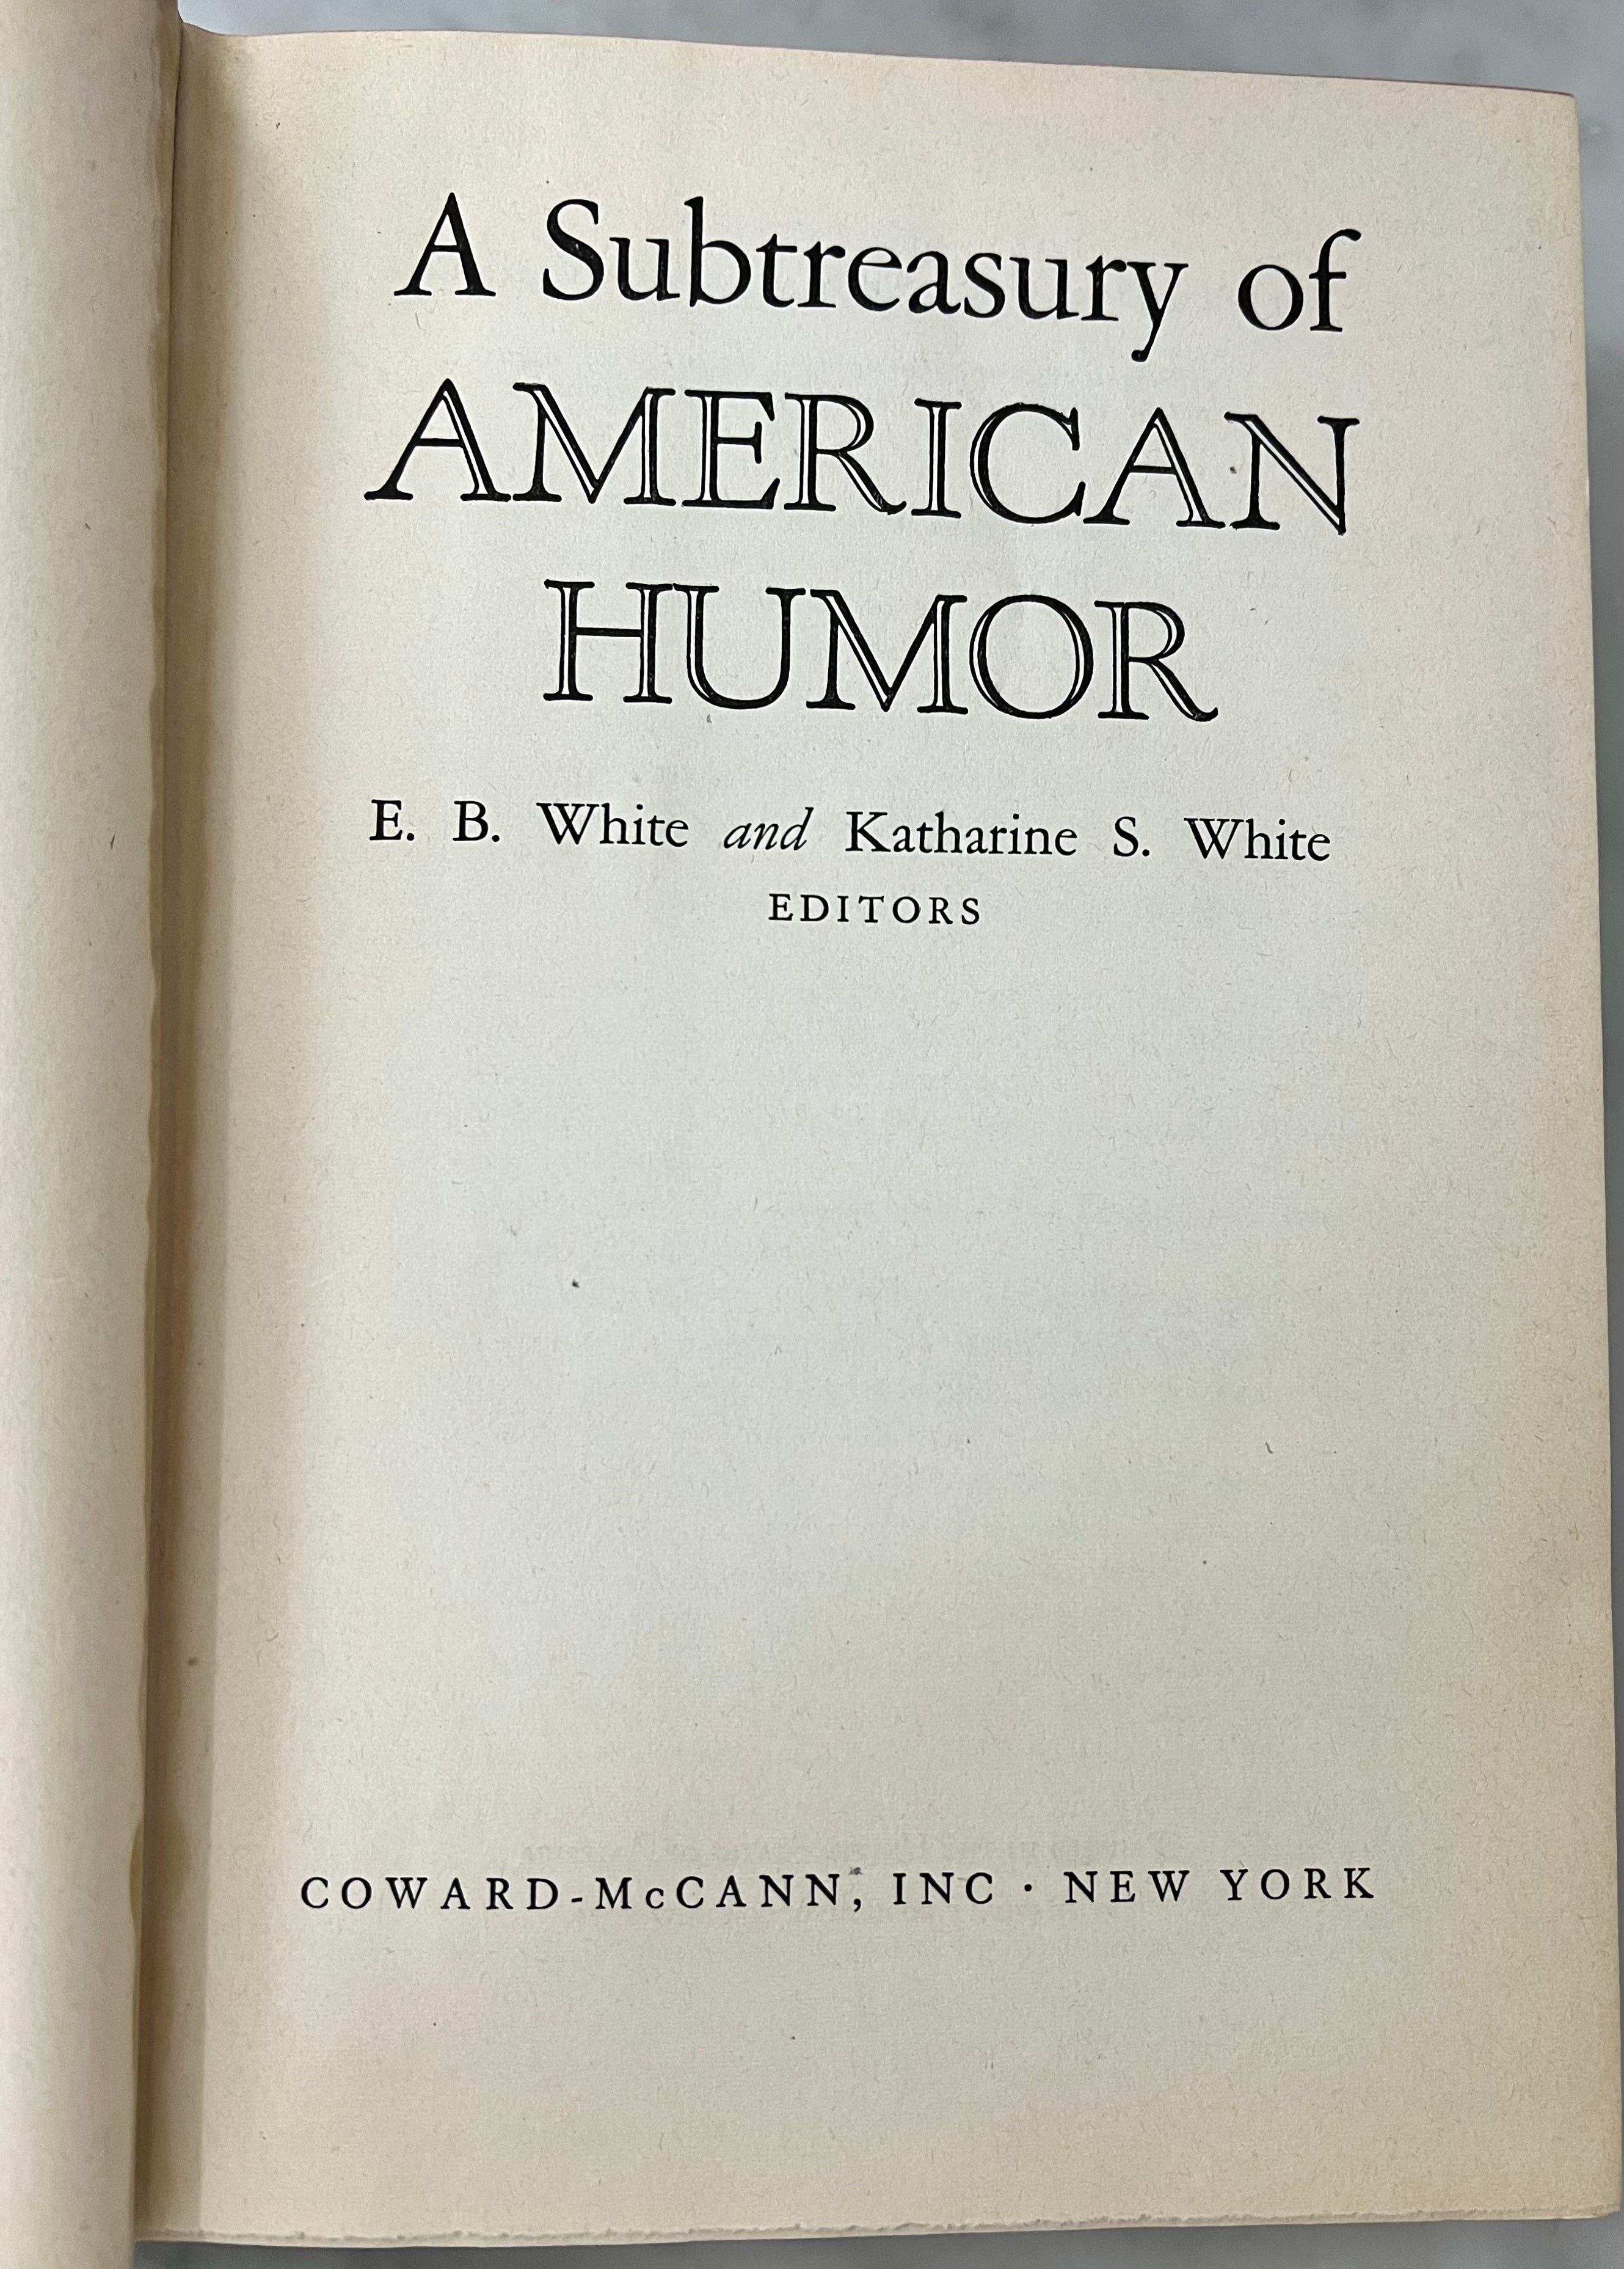 A Subtreasury of
AMERICAN
HUMOR
E. B. White and Katharine S. White
EDITORS
COWARD-McCANN, INC · NEW YORK